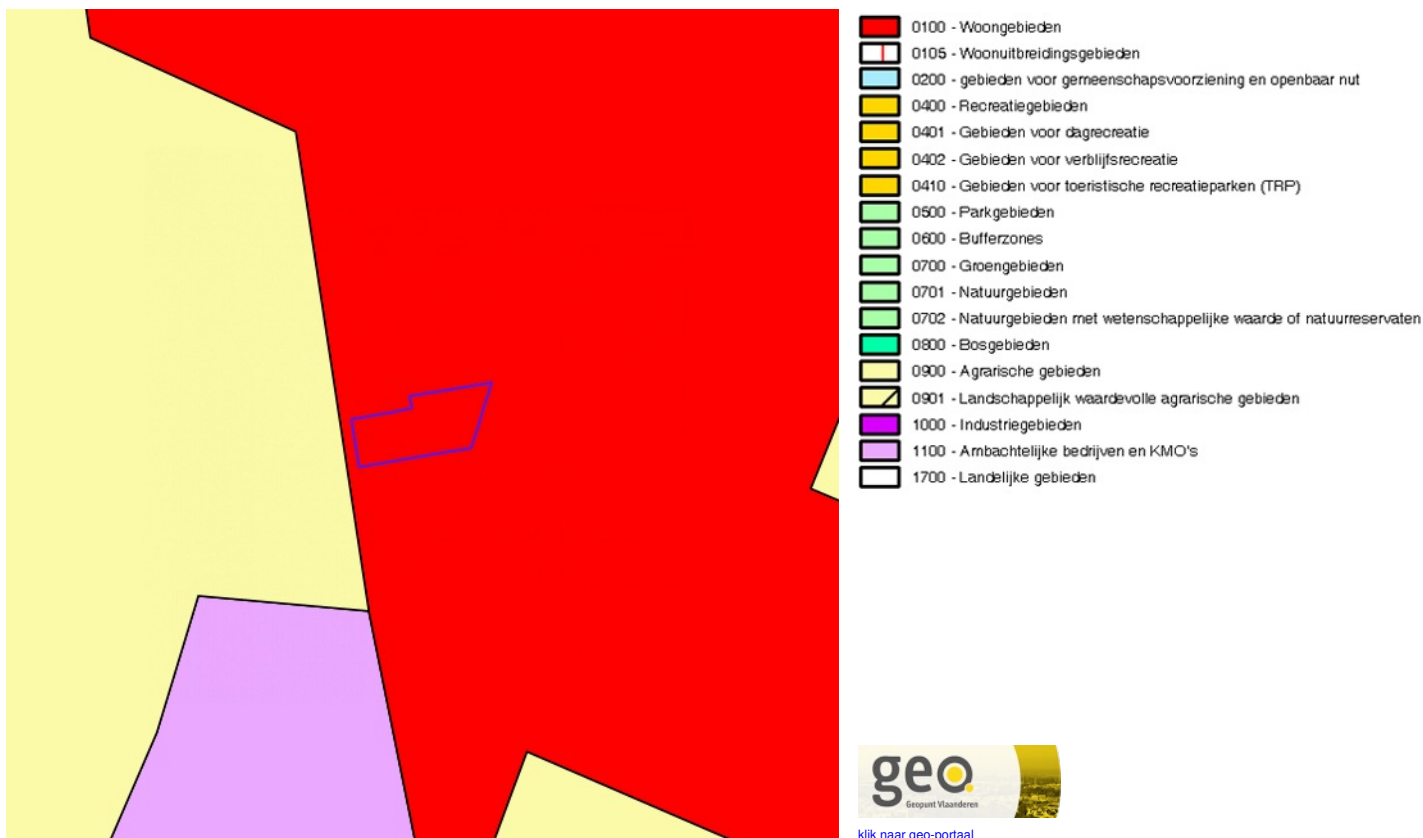 0100 - Woongebieden
0105 - Woonuitbreidingsgebieden
0200 - gebieden voor gemeenschapsvoorziening en openbaar nut
0400 - Recreatiegebieden
0401 - Gebieden voor dagrecreatie
0402 - Gebieden voor verblijfsrecreatie
0410 - Gebieden voor toeristische recreatieparken (TRP)
0500 - Parkgebieden
0600 - Bufferzones
0700 - Groengebieden
0701 - Natuurgebieden
0702 - Natuurgebieden met wetenschappelijke waarde of natuurreservaten
0800 - Bosgebieden
0900 - Agrarische gebieden
0901 - Landschappelijk waardevolle agrarische gebieden
1000 - Industriegebieden
1100 - Ambachtelijke bedrijven en KMO's
1700 - Landelijke gebieden
geo.
Geopunt Vlaanderen
klik naar geo-portaal